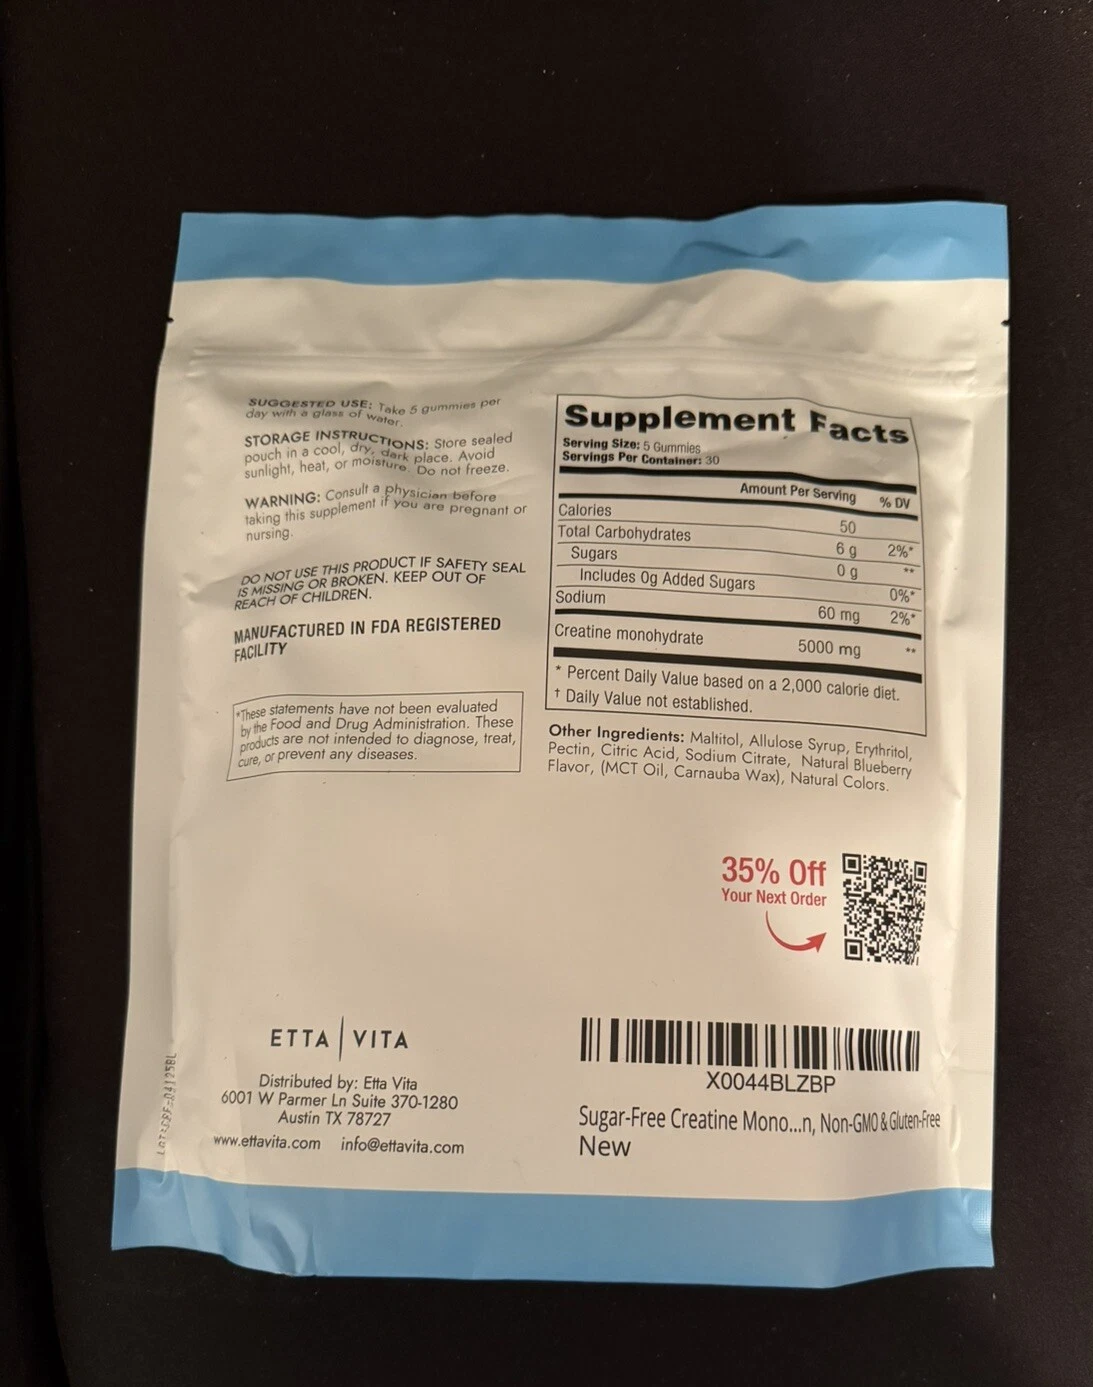 SUGGESTED USE: Take 5 gummies per
day with a glass of water.
STORAGE INSTRUCTIONS: Store sealed
pouch in a cool, dry, dark place. Avoid
sunlight, heat, or moisture. Do not freeze.
WARNING: Consult a physician before
taking this supplement if you are pregnant or
nursing.
DO NOT USE THIS PRODUCT IF SAFETY SEAL
IS MISSING OR BROKEN. KEEP OUT OF
REACH OF CHILDREN.
MANUFACTURED IN FDA REGISTERED
FACILITY
*These statements have not been evaluated
by the Food and Drug Administration. These
products are not intended to diagnose, treat,
cure, or prevent any diseases.
Supplement Facts
Serving Size: 5 Gummies
Servings Per Container: 30
Amount Per Serving % DV
Calories 50
Total Carbohydrates 6 g 2%*
Sugars 0 g **
Includes 0g Added Sugars 0%*
Sodium 60 mg 2%*
Creatine monohydrate 5000 mg **
* Percent Daily Value based on a 2,000 calorie diet.
† Daily Value not established.
Other Ingredients: Maltitol, Allulose Syrup, Erythritol,
Pectin, Citric Acid, Sodium Citrate, Natural Blueberry
Flavor, (MCT Oil, Carnauba Wax), Natural Colors.
35% Off
Your Next Order
ETTA | VITA
Distributed by: Etta Vita
6001 W Parmer Ln Suite 370-1280
Austin TX 78727
www.ettavita.com info@ettavita.com
X0044BLZBP
Sugar-Free Creatine Mono...n, Non-GMO & Gluten-Free
New